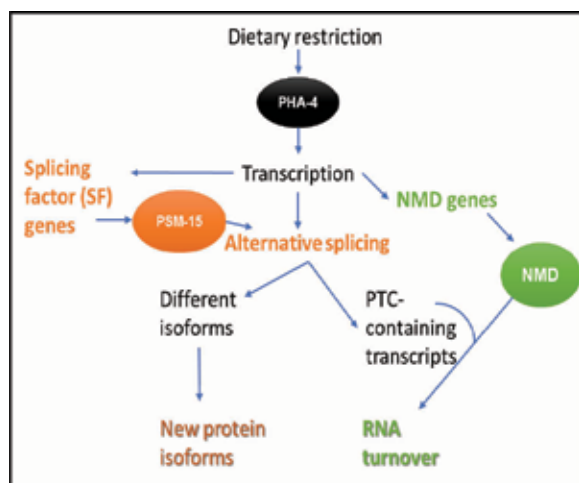 Dietary restriction
PHA-4
Transcription
Splicing
factor (SF)
genes
PSM-15
NMD genes
Alternative splicing
NMD
Different
isoforms
PTC-
containing
transcripts
New protein
isoforms
RNA
turnover